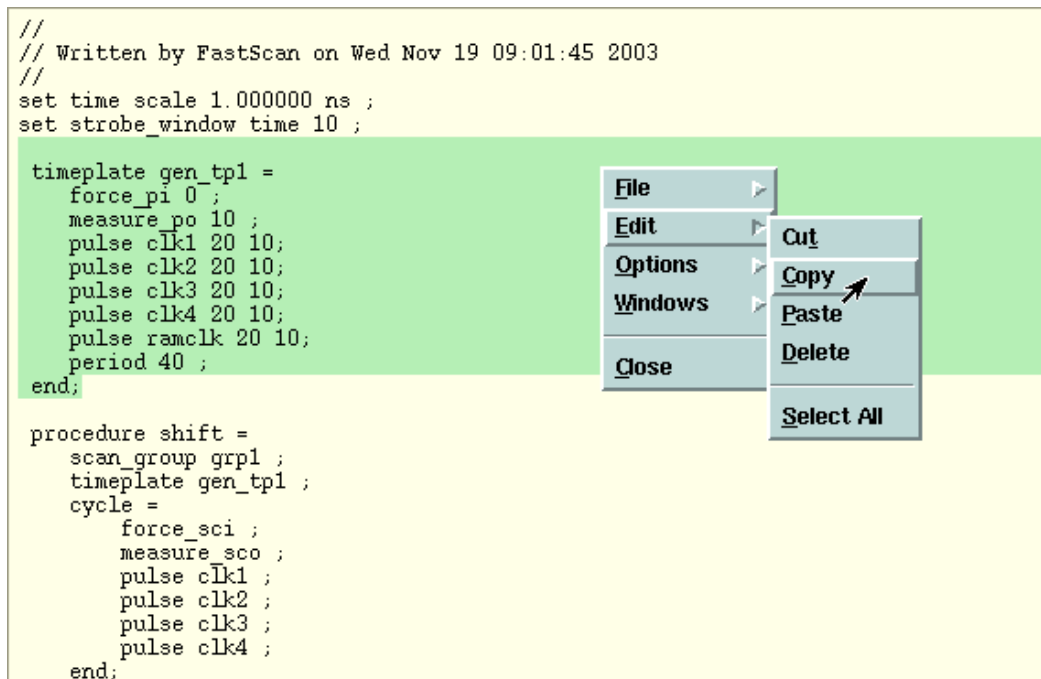 //
// Written by FastScan on Wed Nov 19 09:01:45 2003
//
set time scale 1.000000 ns ;
set strobe_window time 10 ;
timeplate gen_tp1 =
force_pi 0 ;
measure_po 10 ;
pulse clk1 20 10;
pulse clk2 20 10;
pulse clk3 20 10;
pulse clk4 20 10;
pulse ramclk 20 10;
period 40 ;
end;
procedure shift =
scan_group grp1 ;
timeplate gen_tp1 ;
cycle =
force_sci ;
measure_sco ;
pulse clk1 ;
pulse clk2 ;
pulse clk3 ;
pulse clk4 ;
end;
File
Edit
Options
Windows
Close
Cut
Copy
Paste
Delete
Select All